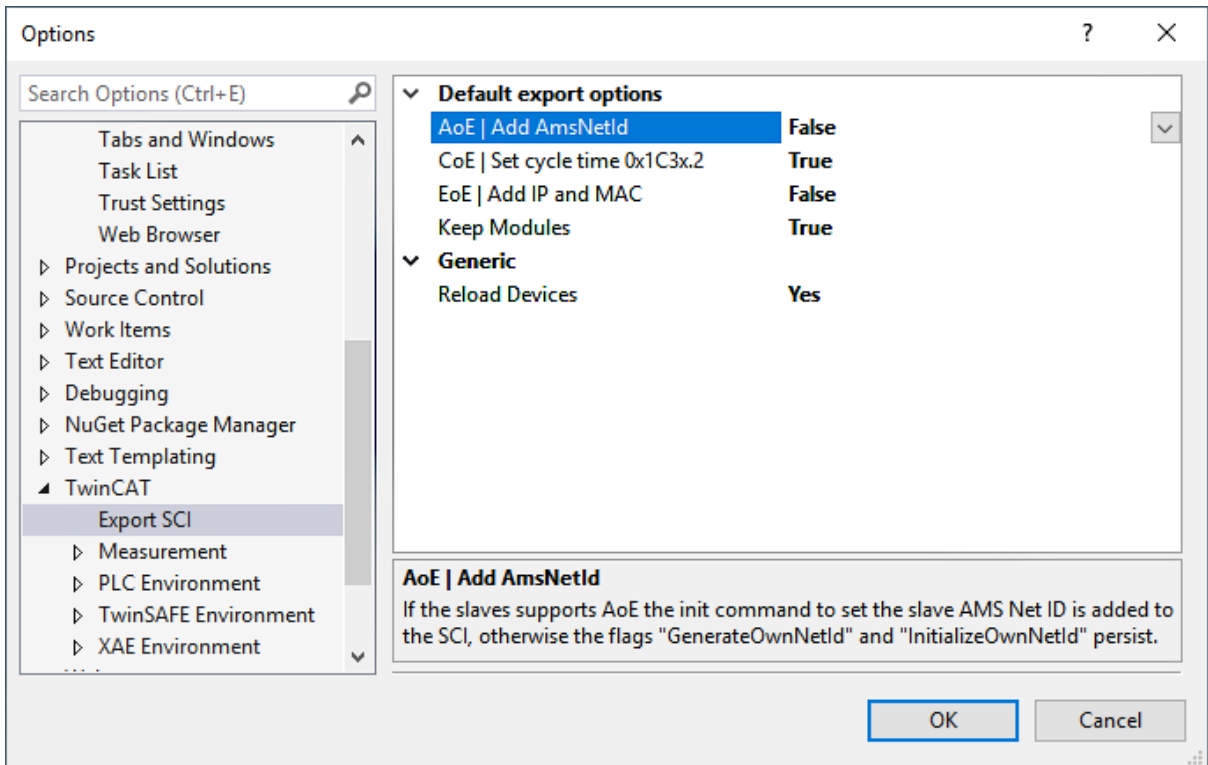 Options
?
Search Options (Ctrl+E)
Tabs and Windows
Task List
Trust Settings
Web Browser
Projects and Solutions
Source Control
Work Items
Text Editor
Debugging
NuGet Package Manager
Text Templating
TwinCAT
Export SCI
Measurement
PLC Environment
TwinSAFE Environment
XAE Environment
Default export options
AoE | Add AmsNetId False
CoE | Set cycle time 0x1C3x.2 True
EoE | Add IP and MAC False
Keep Modules True
Generic
Reload Devices Yes
AoE | Add AmsNetId
If the slaves supports AoE the init command to set the slave AMS Net ID is added to
the SCI, otherwise the flags "GenerateOwnNetId" and "InitializeOwnNetId" persist.
OK Cancel